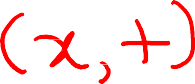 (x, +)